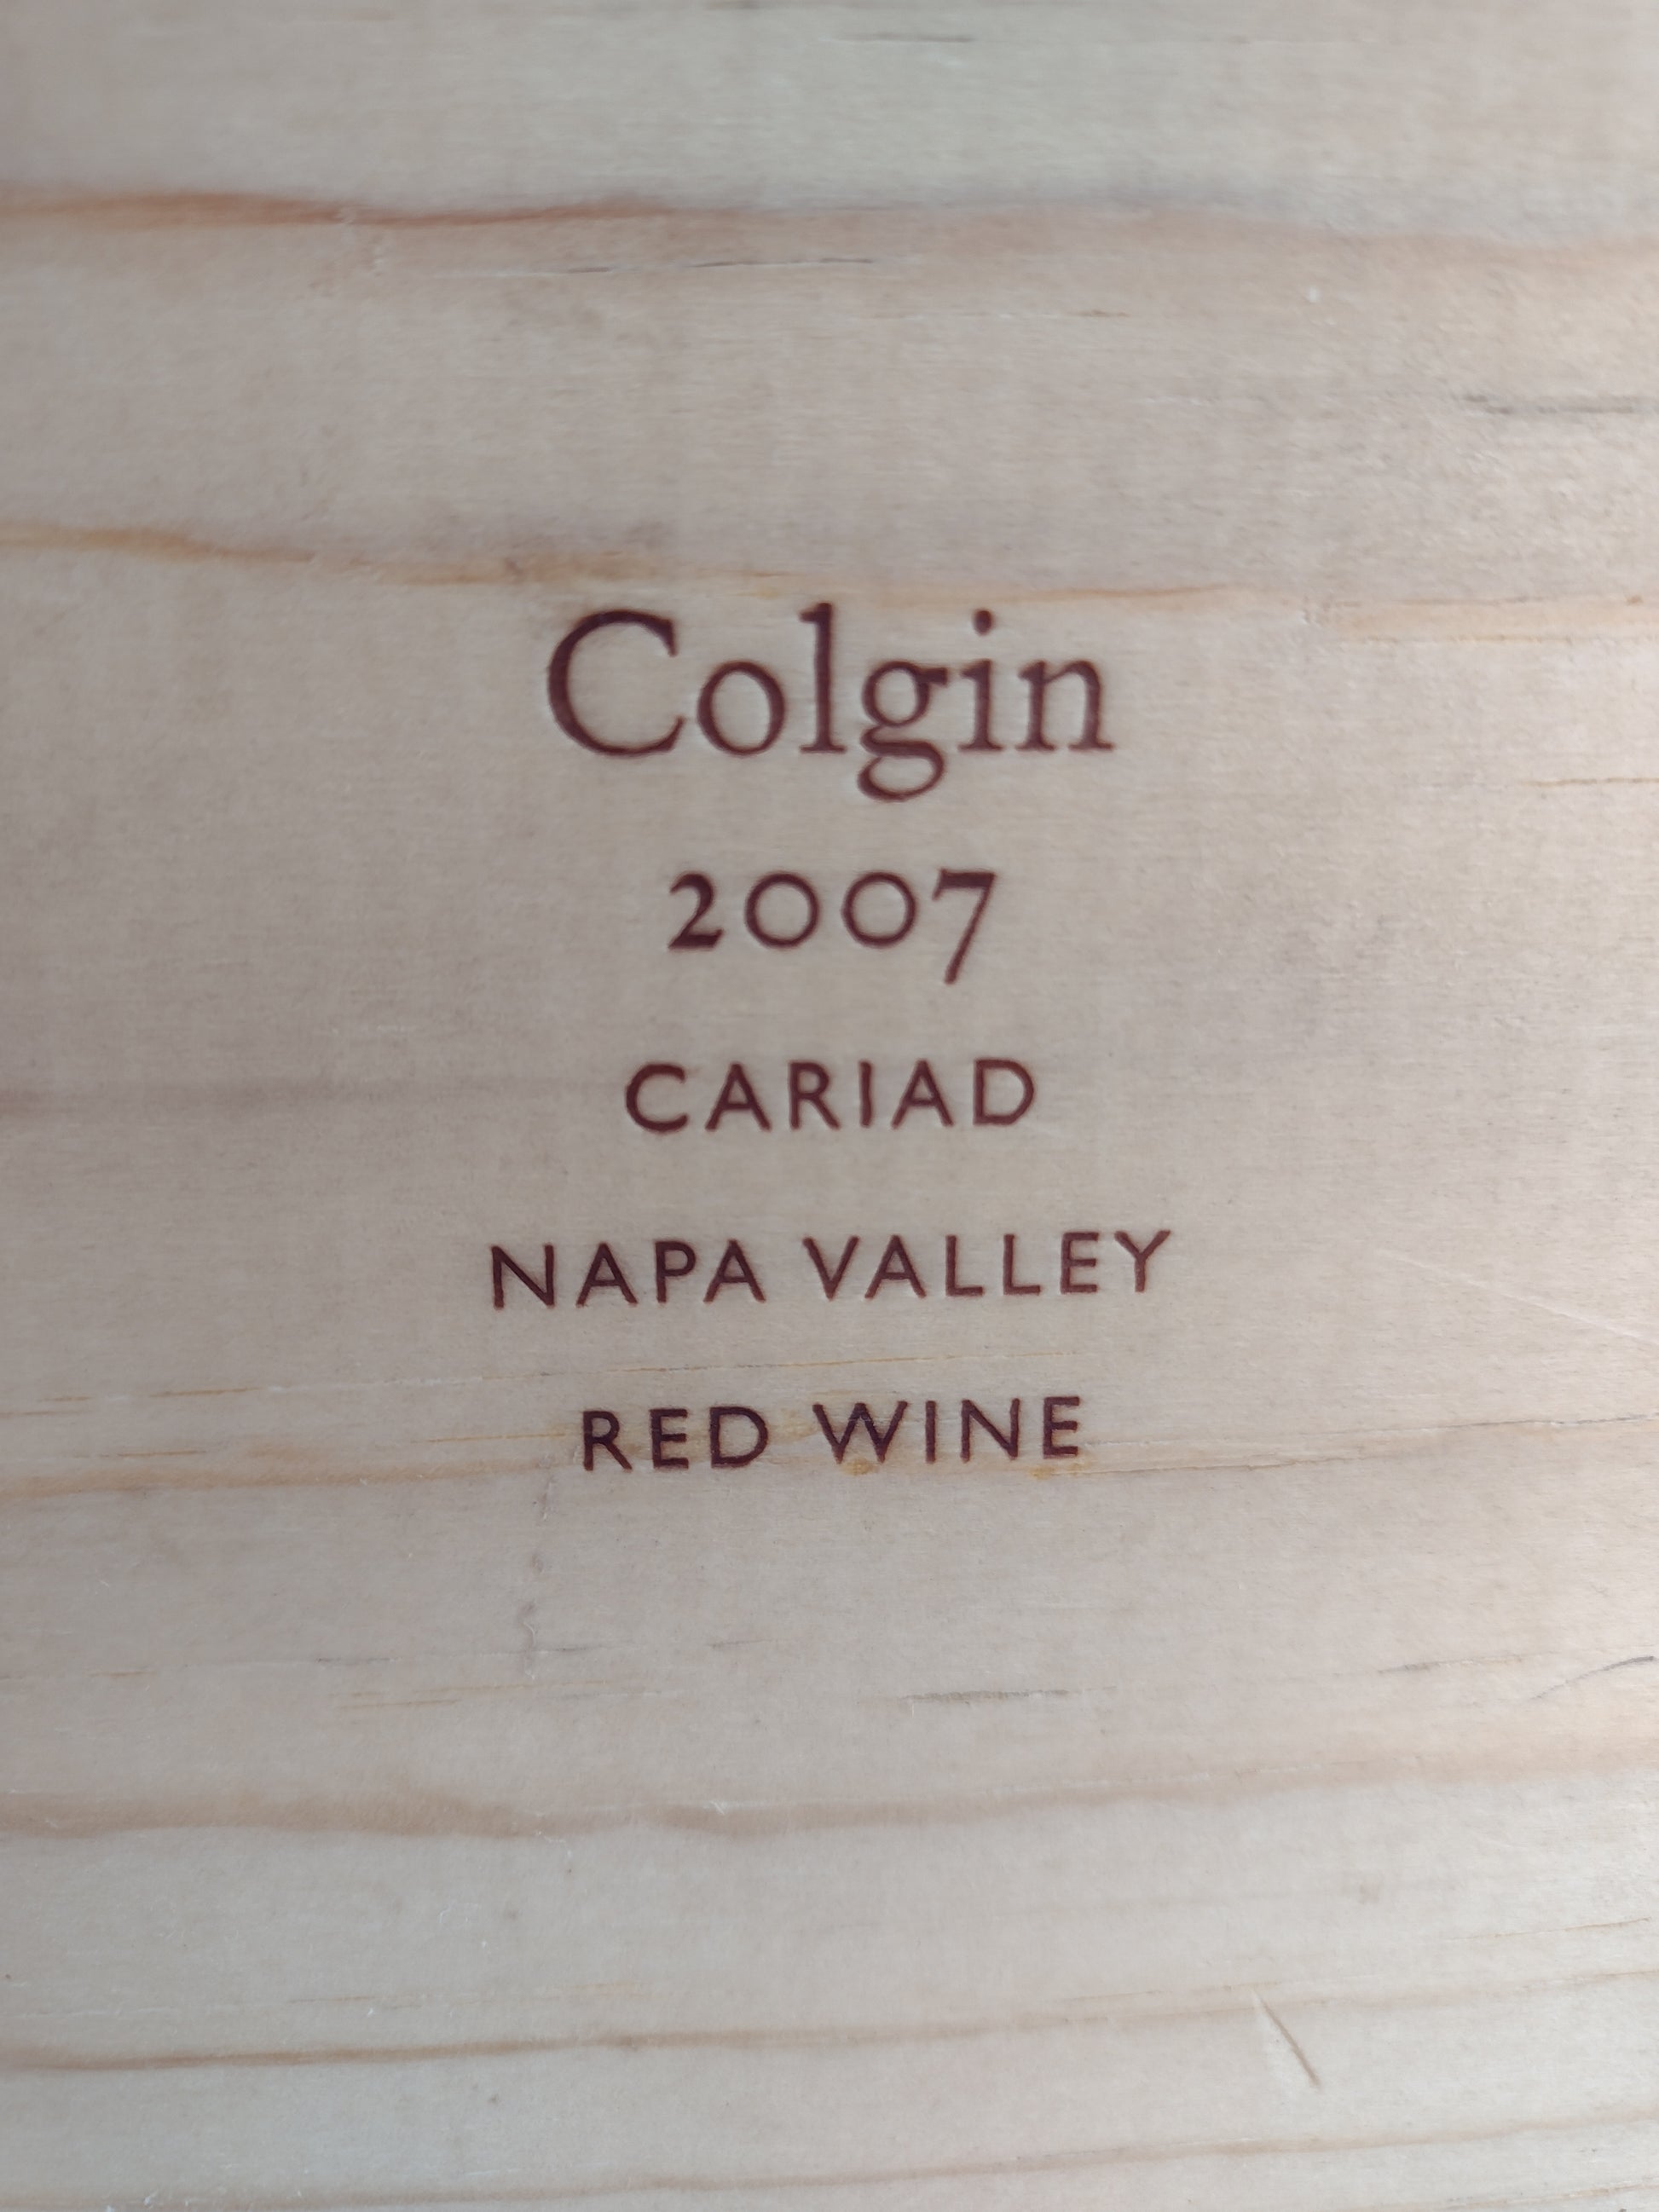 Colgin
2007
CARIAD
NAPA VALLEY
RED WINE